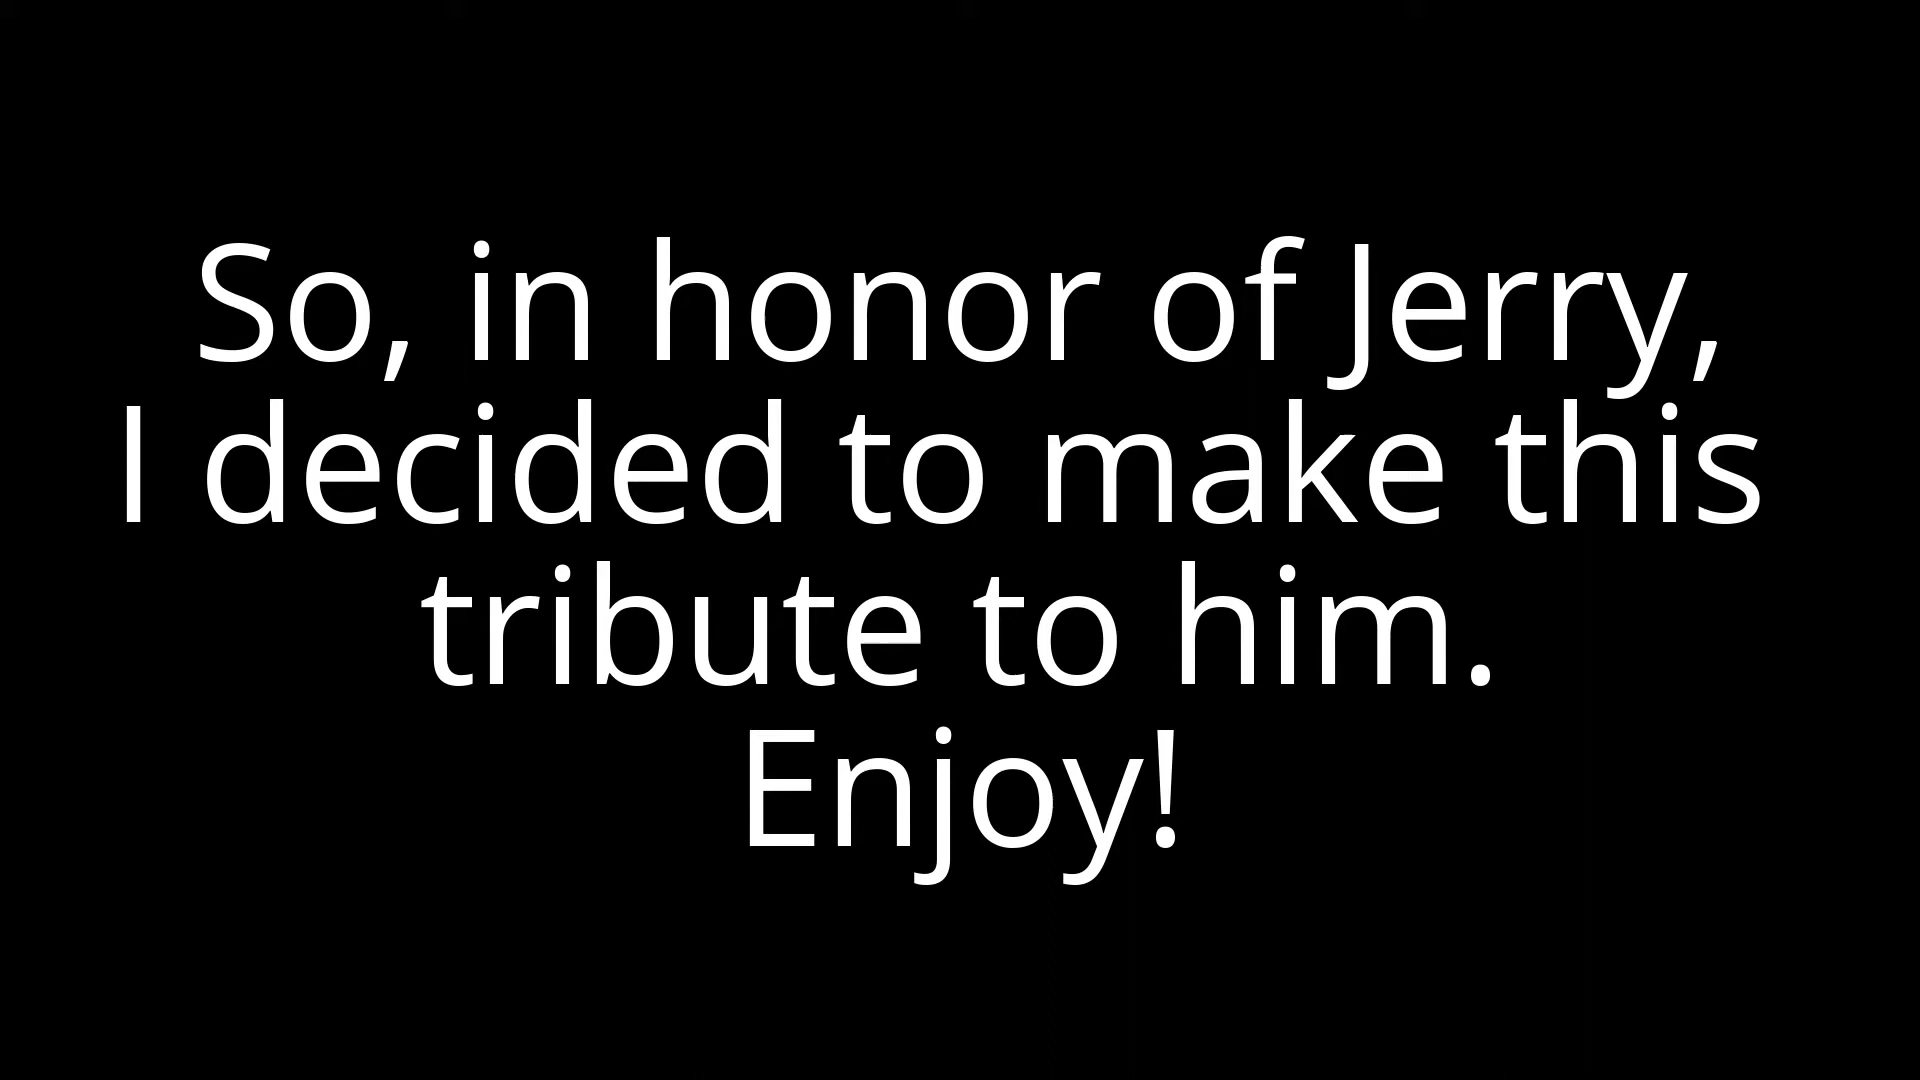 So, in honor of Jerry,
I decided to make this
tribute to him.
Enjoy!